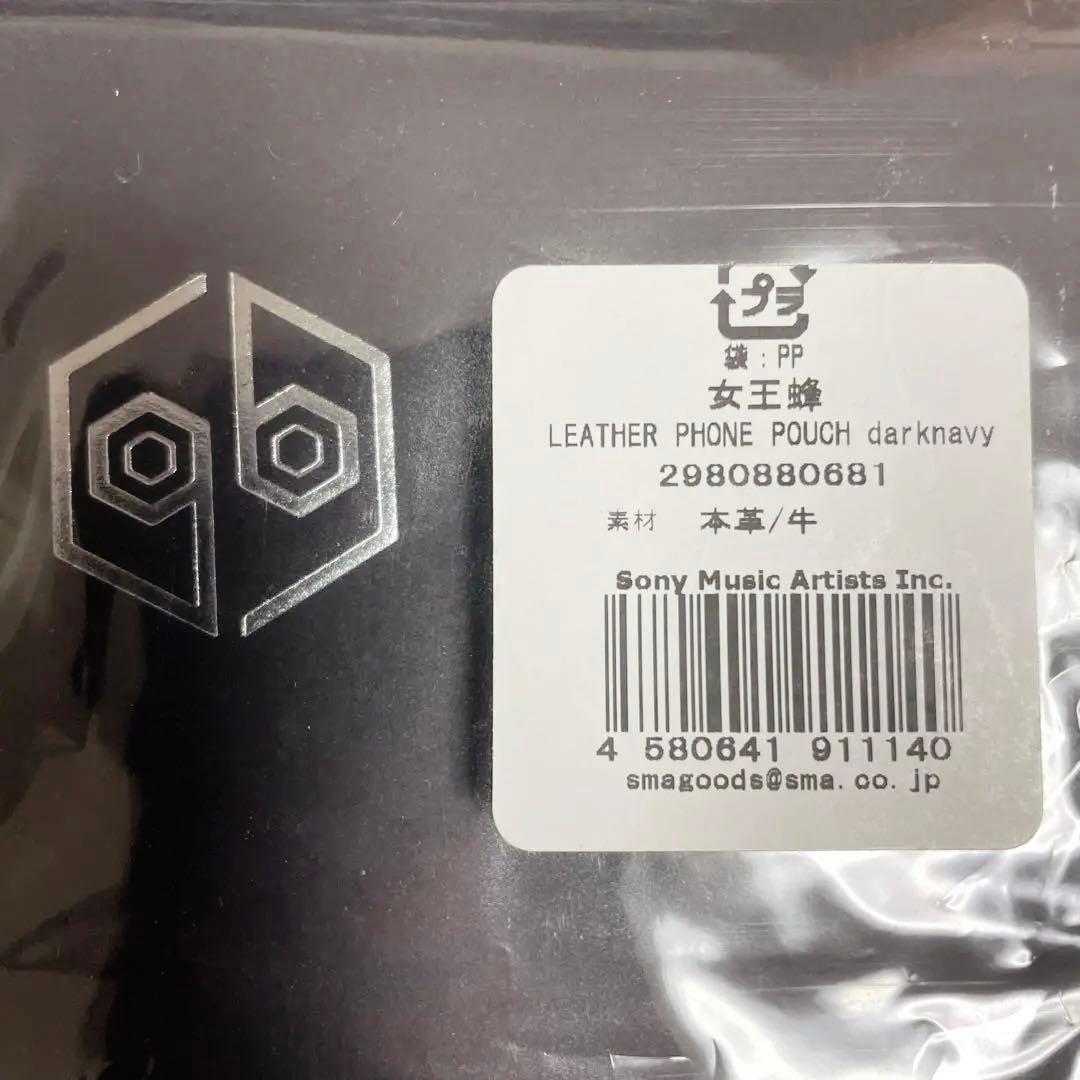 qb
プラ
袋:PP
女王蜂
LEATHER PHONE POUCH darknavy
2980880681
素材 本革/牛
Sony Music Artists Inc.
4 580641 911140
smagoods@sma.co.jp